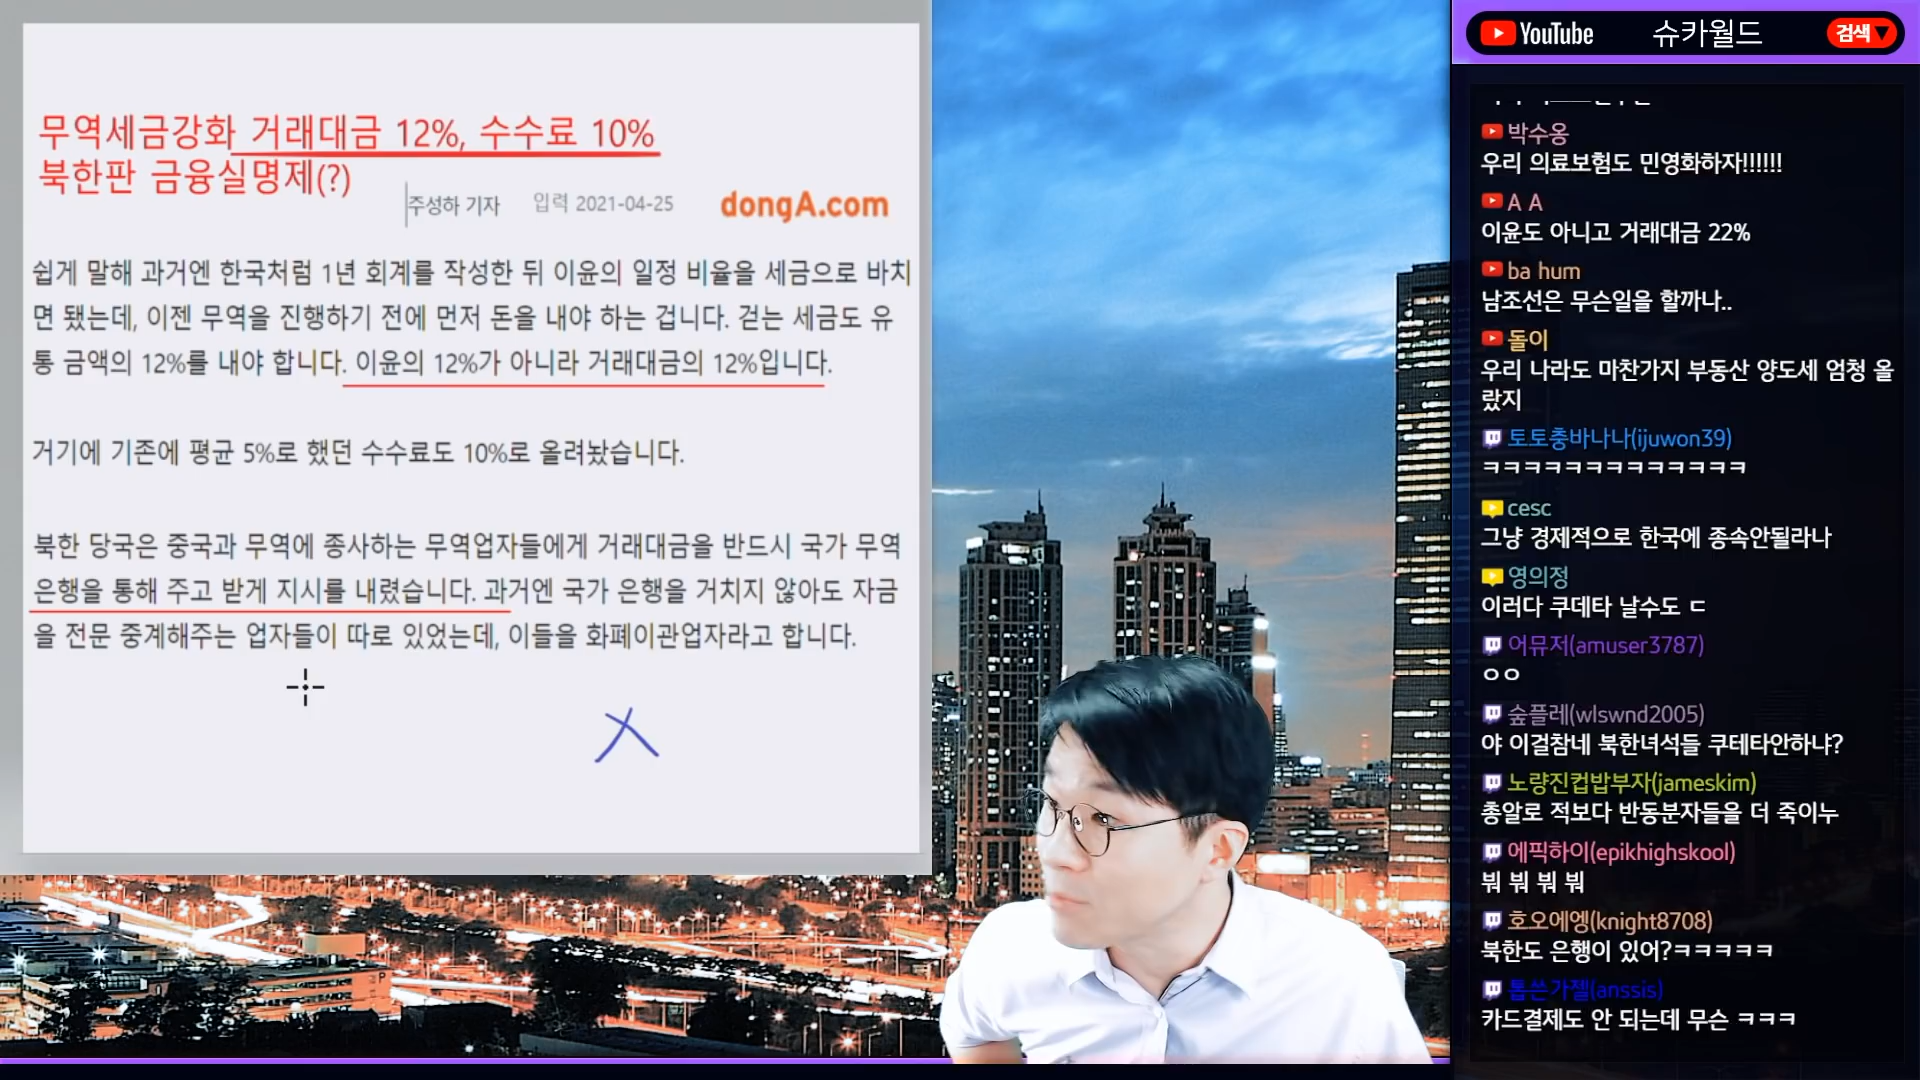 무역세금강화 거래대금 12%, 수수료 10%
북한판 금융실명제(?)
주성하 기자 입력 2021-04-25 dongA.com
쉽게 말해 과거엔 한국처럼 1년 회계를 작성한 뒤 이윤의 일정 비율을 세금으로 바치
면 됐는데, 이젠 무역을 진행하기 전에 먼저 돈을 내야 하는 겁니다. 걷는 세금도 유
통 금액의 12%를 내야 합니다. 이윤의 12%가 아니라 거래대금의 12%입니다.
거기에 기존에 평균 5%로 했던 수수료도 10%로 올려놨습니다.
북한 당국은 중국과 무역에 종사하는 무역업자들에게 거래대금을 반드시 국가 무역
은행을 통해 주고 받게 지시를 내렸습니다. 과거엔 국가 은행을 거치지 않아도 자금
을 전문 중계해주는 업자들이 따로 있었는데, 이들을 화폐이관업자라고 합니다.
YouTube 슈카월드 검색▼
박수옹
우리 의료보험도 민영화하자!!!!!!
A A
이윤도 아니고 거래대금 22%
ba hum
남조선은 무슨일을 할까나..
돌이
우리 나라도 마찬가지 부동산 양도세 엄청 올
랐지
토토충바나나(ijuwon39)
ㅋㅋㅋㅋㅋㅋㅋㅋㅋㅋㅋㅋㅋ
cesc
그냥 경제적으로 한국에 종속안될라나
영의정
이러다 쿠데타 날수도 ㄷ
어뮤저(amuser3787)
ㅇㅇ
숲플레(wlswnd2005)
야 이걸참네 북한녀석들 쿠테타안하냐?
노량진컵밥부자(jameskim)
총알로 적보다 반동분자들을 더 죽이누
에픽하이(epikhighskool)
붜 붜 붜 붜
호오에엥(knight8708)
북한도 은행이 있어?ㅋㅋㅋㅋㅋ
톱쓴가젤(anssis)
카드결제도 안 되는데 무슨 ㅋㅋㅋ